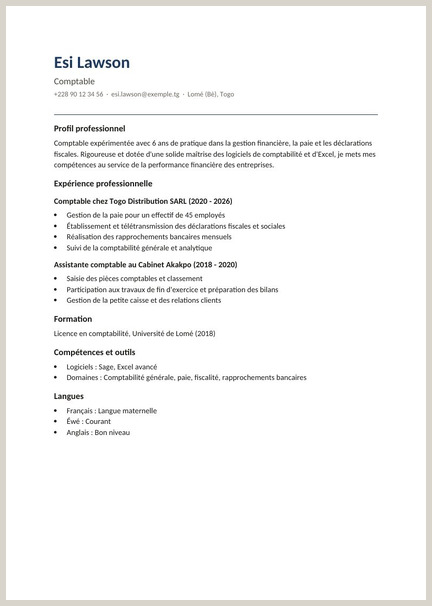 Esi Lawson
Comptable
+228 90 12 34 56 · esi.lawson@exemple.tg · Lomé (Bè), Togo
Profil professionnel
Comptable expérimentée avec 6 ans de pratique dans la gestion financière, la paie et les déclarations
fiscales. Rigoureuse et dotée d'une solide maîtrise des logiciels de comptabilité et d'Excel, je mets mes
compétences au service de la performance financière des entreprises.
Expérience professionnelle
Comptable chez Togo Distribution SARL (2020 - 2026)
• Gestion de la paie pour un effectif de 45 employés
• Établissement et télétransmission des déclarations fiscales et sociales
• Réalisation des rapprochements bancaires mensuels
• Suivi de la comptabilité générale et analytique
Assistante comptable au Cabinet Akakpo (2018 - 2020)
• Saisie des pièces comptables et classement
• Participation aux travaux de fin d'exercice et préparation des bilans
• Gestion de la petite caisse et des relations clients
Formation
Licence en comptabilité, Université de Lomé (2018)
Compétences et outils
• Logiciels : Sage, Excel avancé
• Domaines : Comptabilité générale, paie, fiscalité, rapprochements bancaires
Langues
• Français : Langue maternelle
• Éwé : Courant
• Anglais : Bon niveau